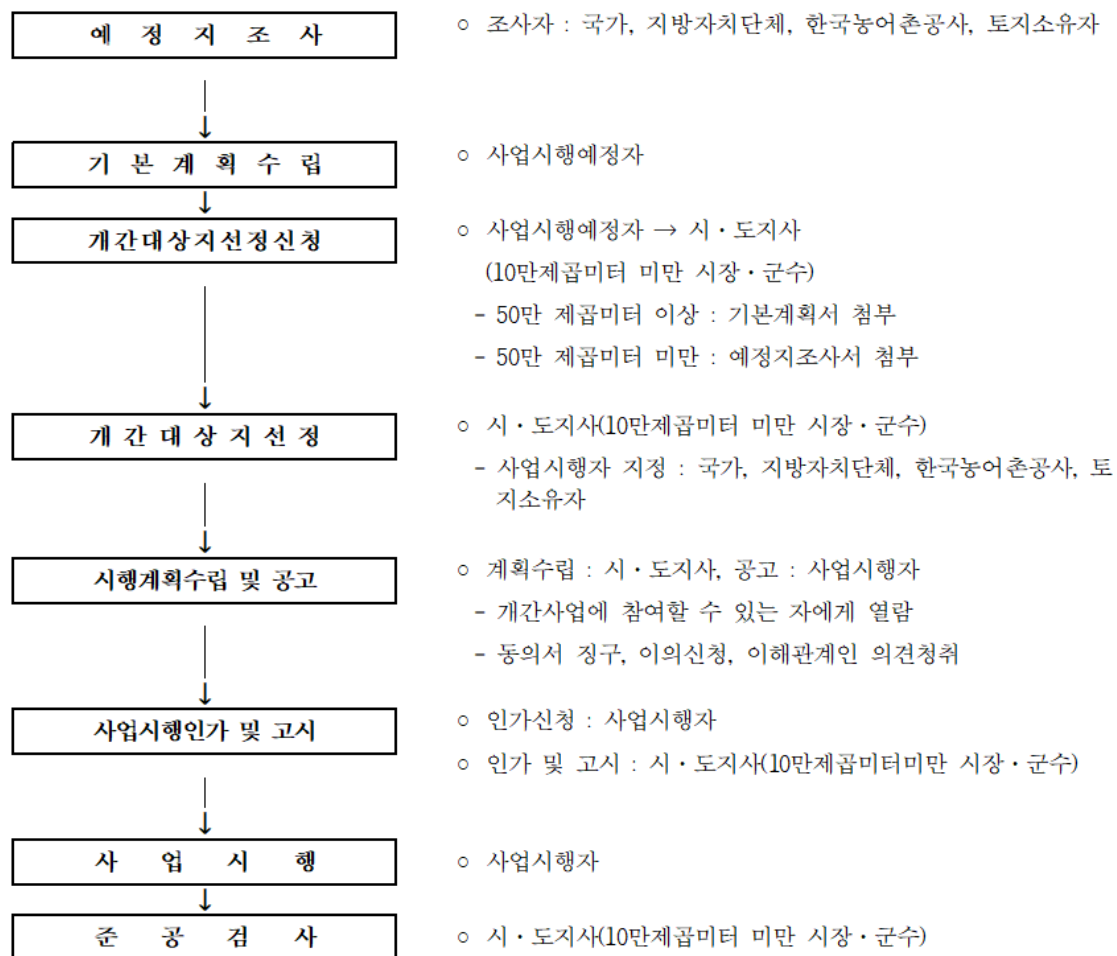 예 정 지 조 사
○ 조사자 : 국가, 지방자치단체, 한국농어촌공사, 토지소유자
↓
기 본 계 획 수 립
○ 사업시행예정자
↓
개간대상지선정신청
○ 사업시행예정자 → 시・도지사
(10만제곱미터 미만 시장・군수)
- 50만 제곱미터 이상 : 기본계획서 첨부
- 50만 제곱미터 미만 : 예정지조사서 첨부
↓
개 간 대 상 지 선 정
○ 시・도지사(10만제곱미터 미만 시장・군수)
- 사업시행자 지정 : 국가, 지방자치단체, 한국농어촌공사, 토
지소유자
↓
시행계획수립 및 공고
○ 계획수립 : 시・도지사, 공고 : 사업시행자
- 개간사업에 참여할 수 있는 자에게 열람
- 동의서 징구, 이의신청, 이해관계인 의견청취
↓
사업시행인가 및 고시
○ 인가신청 : 사업시행자
○ 인가 및 고시 : 시・도지사(10만제곱미터미만 시장・군수)
↓
사 업 시 행
○ 사업시행자
↓
준 공 검 사
○ 시・도지사(10만제곱미터 미만 시장・군수)